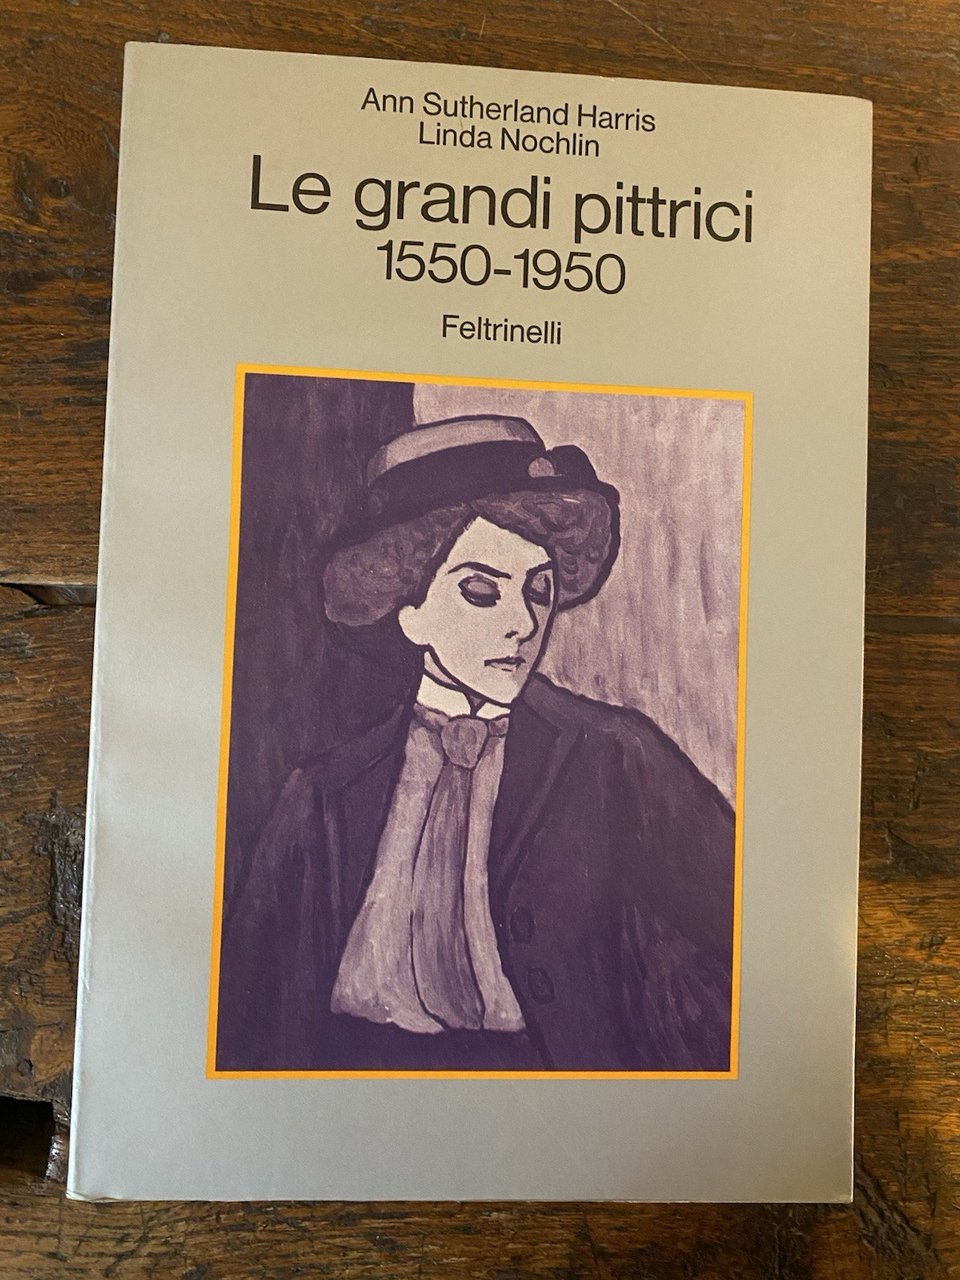 Ann Sutherland Harris
Linda Nochlin
Le grandi pittrici
1550-1950
Feltrinelli